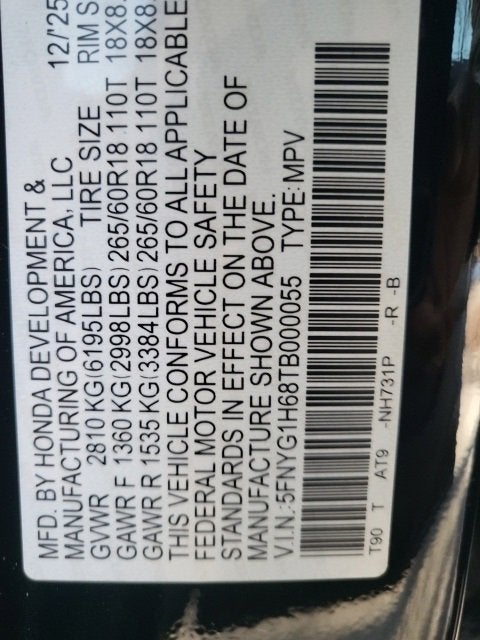 MFD. BY HONDA DEVELOPMENT &
MANUFACTURING OF AMERICA, LLC 12/'25
GVWR 2810 KG(6195LBS) TIRE SIZE RIM S
GAWR F 1360 KG(2998LBS)265/60R18 110T 18X8.
GAWR R 1535 KG(3384LBS)265/60R18 110T 18X8.
THIS VEHICLE CONFORMS TO ALL APPLICABLE
FEDERAL MOTOR VEHICLE SAFETY
STANDARDS IN EFFECT ON THE DATE OF
MANUFACTURE SHOWN ABOVE.
V.I.N.:5FNYG1H68TB000055 TYPE:MPV
T90 T AT9 -NH731P -R -B